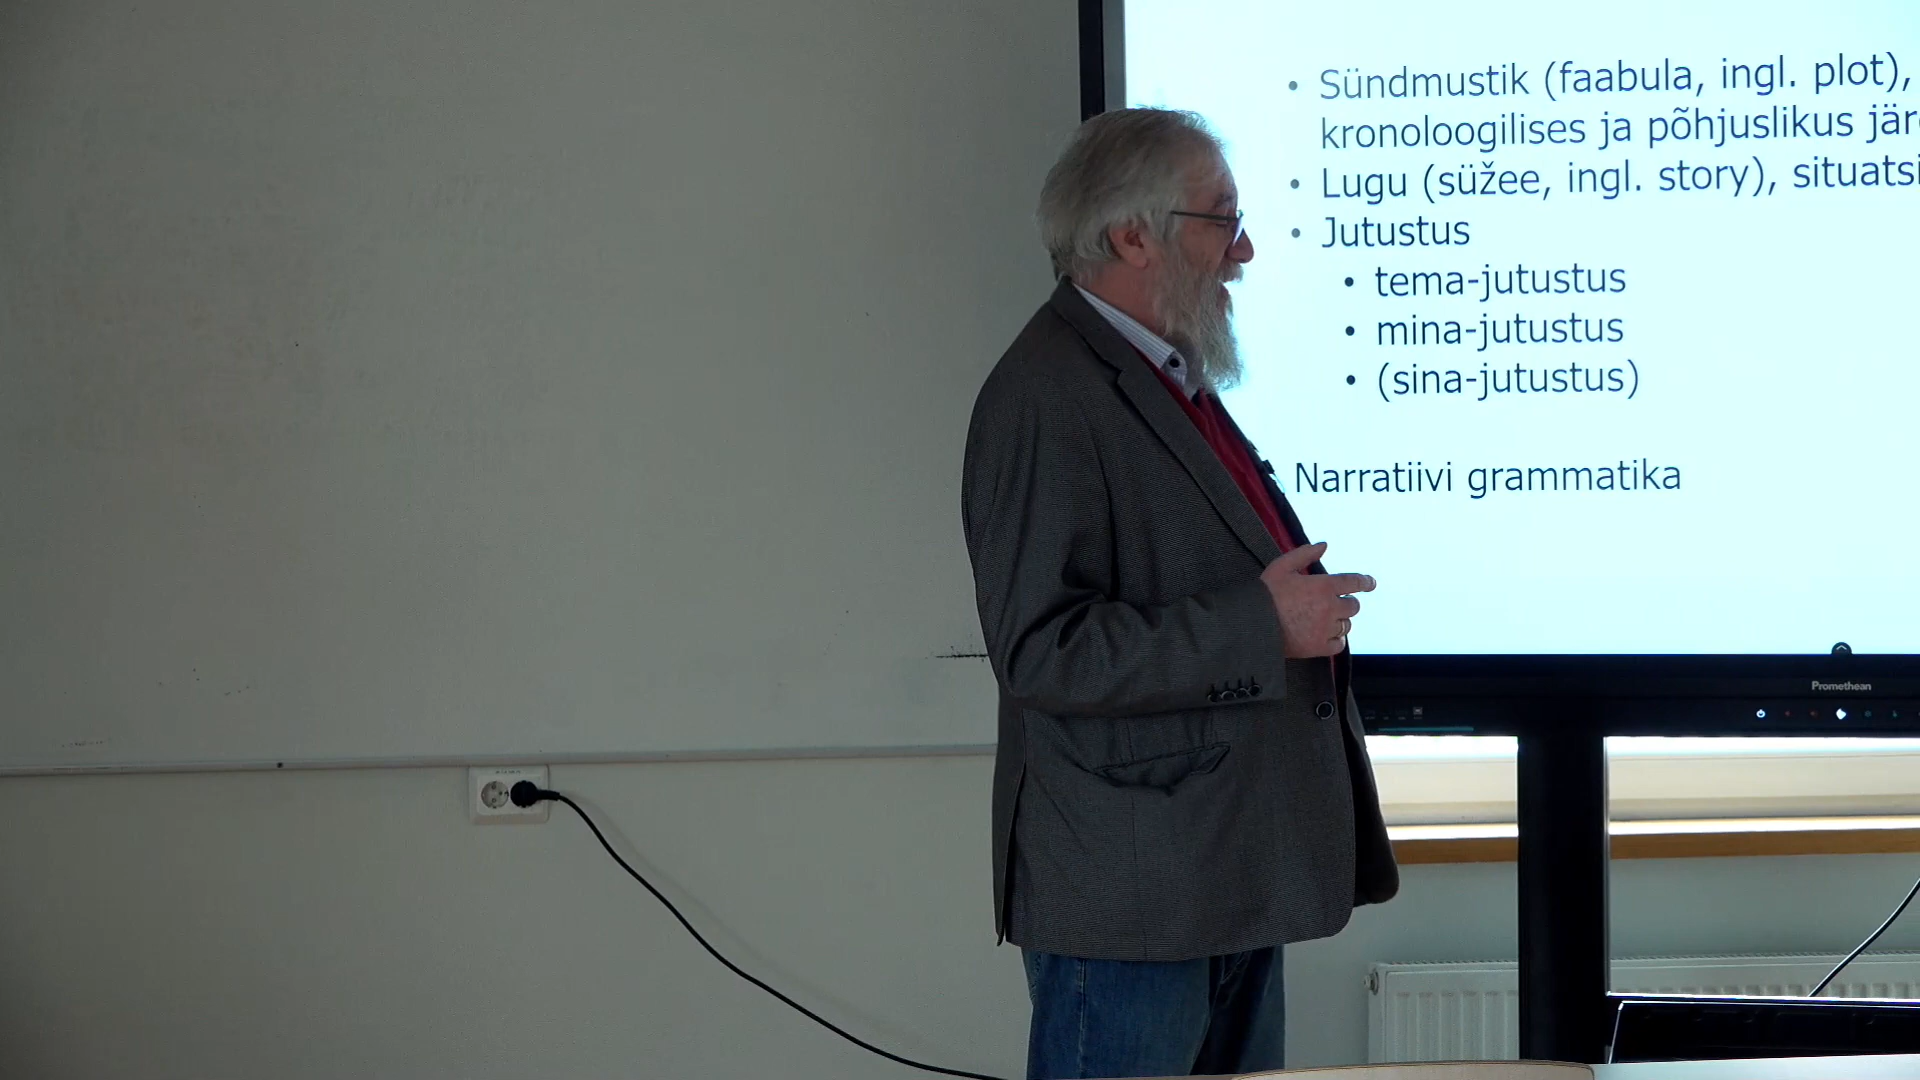 • Sündmustik (faabula, ingl. plot),
kronoloogilises ja põhjuslikus
• Lugu (süžee, ingl. story),
• Jutustus
• tema-jutustus
• mina-jutustus
• (sina-jutustus)
Narratiivi grammatika
Promethean